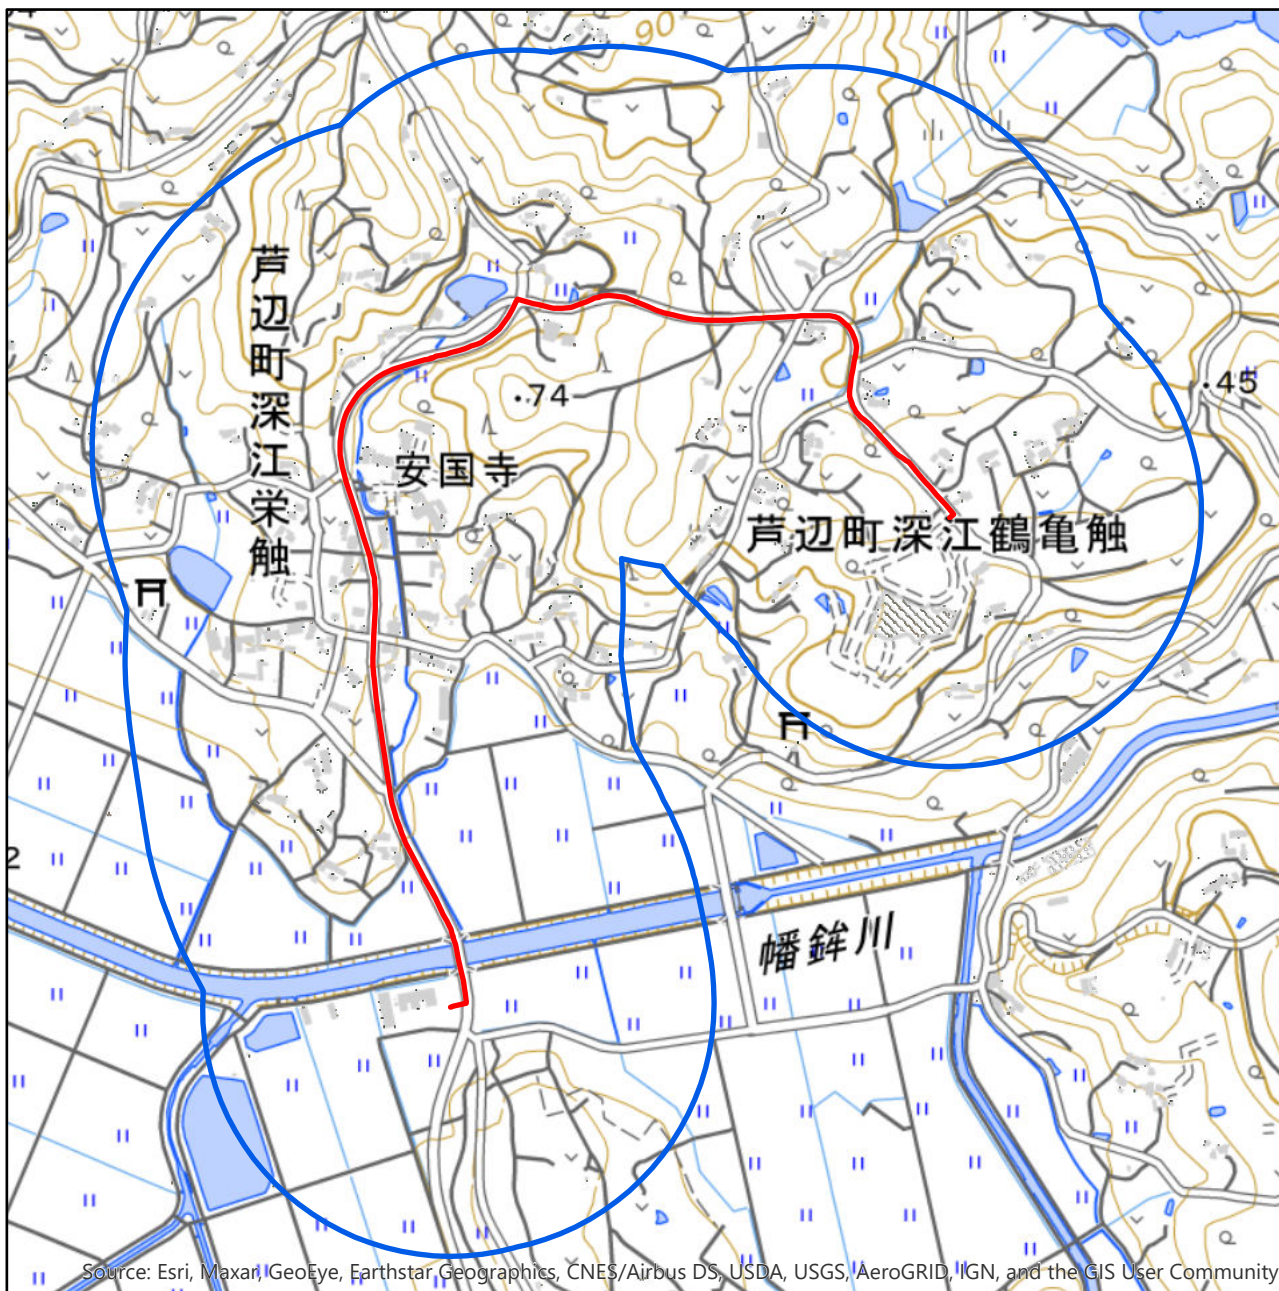 90
芦辺町深江栄触
74
45
安国寺
芦辺町深江鶴亀触
幡鉾川
Source: Esri, Maxar, GeoEye, Earthstar Geographics, CNES/Airbus DS, USDA, USGS, AeroGRID, IGN, and the GIS User Community